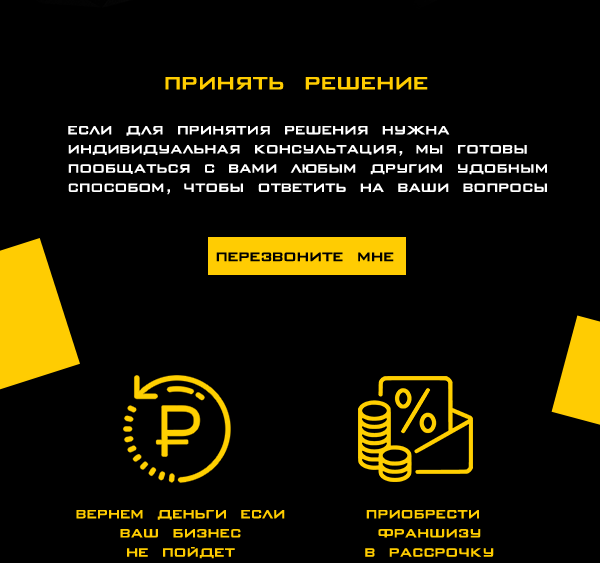 ПРИНЯТЬ РЕШЕНИЕ
ЕСЛИ ДЛЯ ПРИНЯТИЯ РЕШЕНИЯ НУЖНА
ИНДИВИДУАЛЬНАЯ КОНСУЛЬТАЦИЯ, МЫ ГОТОВЫ
ПООБЩАТЬСЯ С ВАМИ ЛЮБЫМ ДРУГИМ УДОБНЫМ
СПОСОБОМ, ЧТОБЫ ОТВЕТИТЬ НА ВАШИ ВОПРОСЫ
ПЕРЕЗВОНИТЕ МНЕ
ВЕРНЕМ ДЕНЬГИ ЕСЛИ
ВАШ БИЗНЕС
НЕ ПОЙДЕТ
ПРИОБРЕСТИ
ФРАНШИЗУ
В РАССРОЧКУ